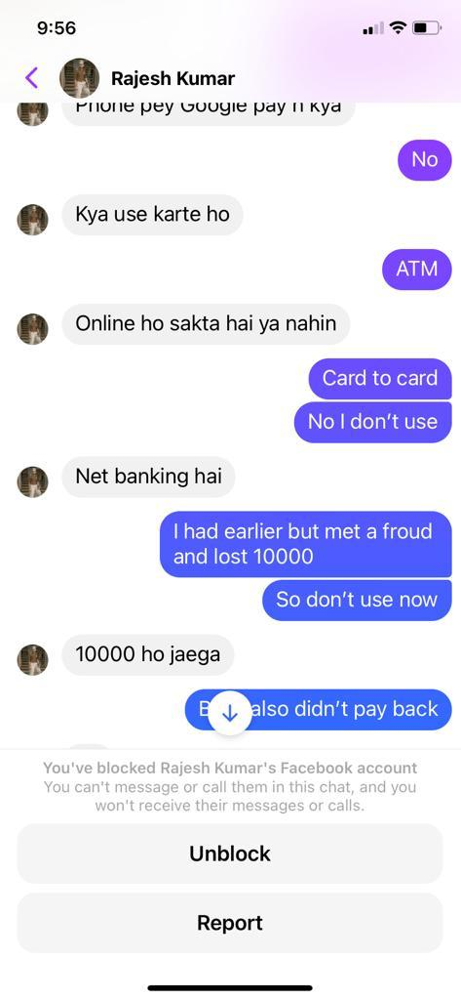 9:56
Rajesh Kumar
Phone pey Google pay h kya
No
Kya use karte ho
ATM
Online ho sakta hai ya nahin
Card to card
No I don't use
Net banking hai
I had earlier but met a froud
and lost 10000
So don't use now
10000 ho jaega
also didn't pay back
You've blocked Rajesh Kumar's Facebook account
You can't message or call them in this chat, and you
won't receive their messages or calls.
Unblock
Report